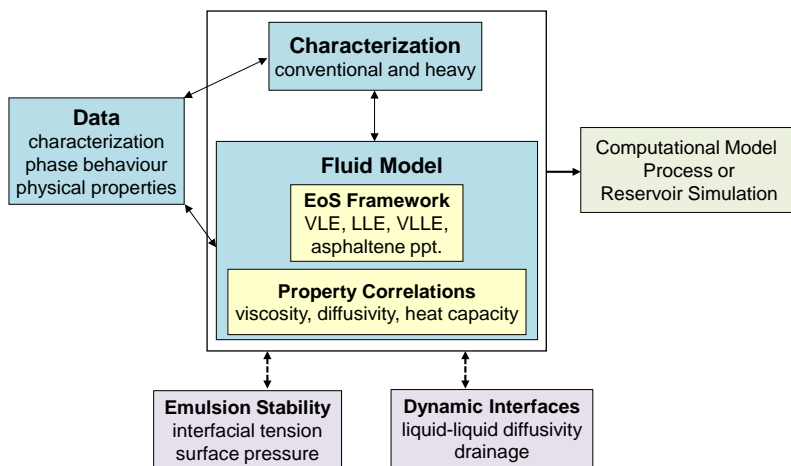 Characterization
conventional and heavy
Data
characterization
phase behaviour
physical properties
Fluid Model
EoS Framework
VLE, LLE, VLLE,
asphaltene ppt.
Property Correlations
viscosity, diffusivity, heat capacity
Computational Model
Process or
Reservoir Simulation
Emulsion Stability
interfacial tension
surface pressure
Dynamic Interfaces
liquid-liquid diffusivity
drainage